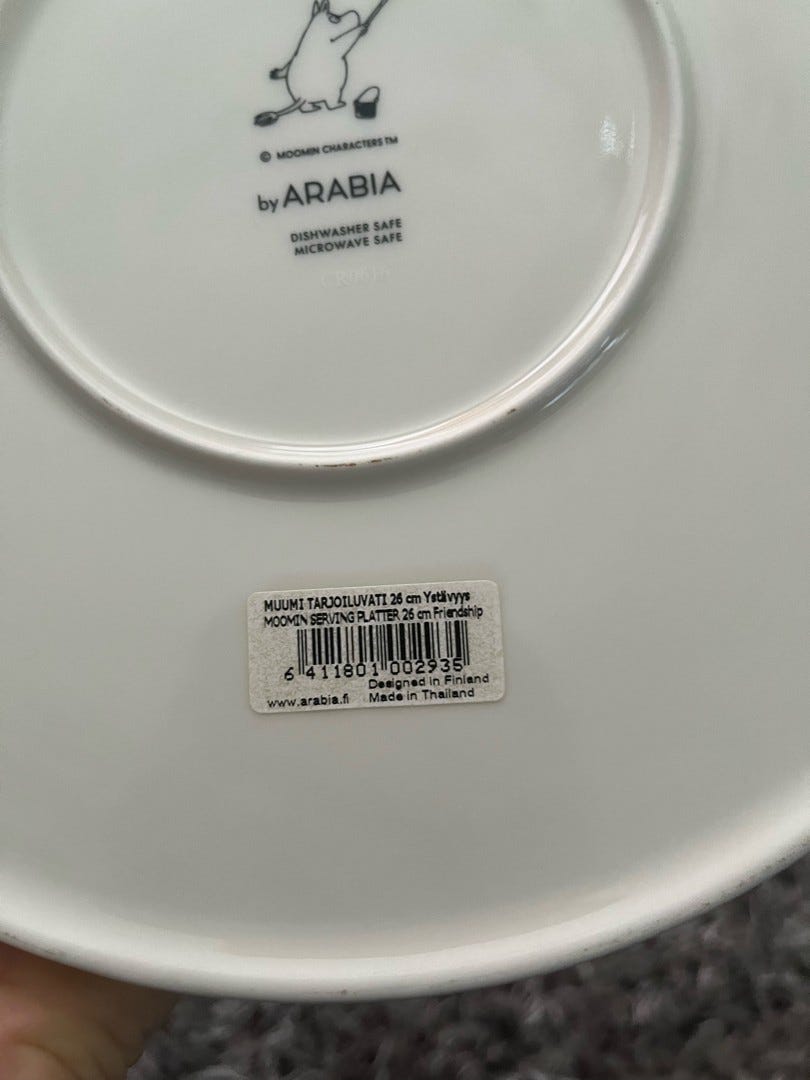 © MOOMIN CHARACTERS™
by ARABIA
DISHWASHER SAFE
MICROWAVE SAFE
MUUMI TARJOILUVATI 26 cm Ystävyys
MOOMIN SERVING PLATTER 26 cm Friendship
6 411801 002935
Designed in Finland
www.arabia.fi Made in Thailand